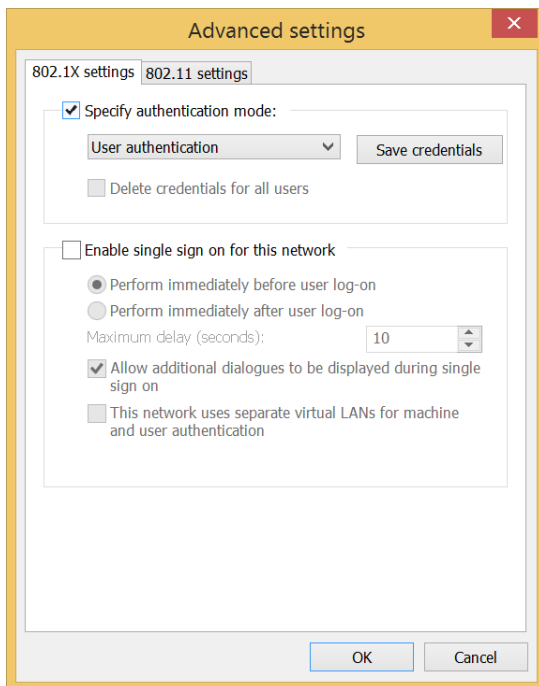 Advanced settings
802.1X settings 802.11 settings
Specify authentication mode:
User authentication Save credentials
Delete credentials for all users
Enable single sign on for this network
Perform immediately before user log-on
Perform immediately after user log-on
Maximum delay (seconds): 10
Allow additional dialogues to be displayed during single
sign on
This network uses separate virtual LANs for machine
and user authentication
OK Cancel